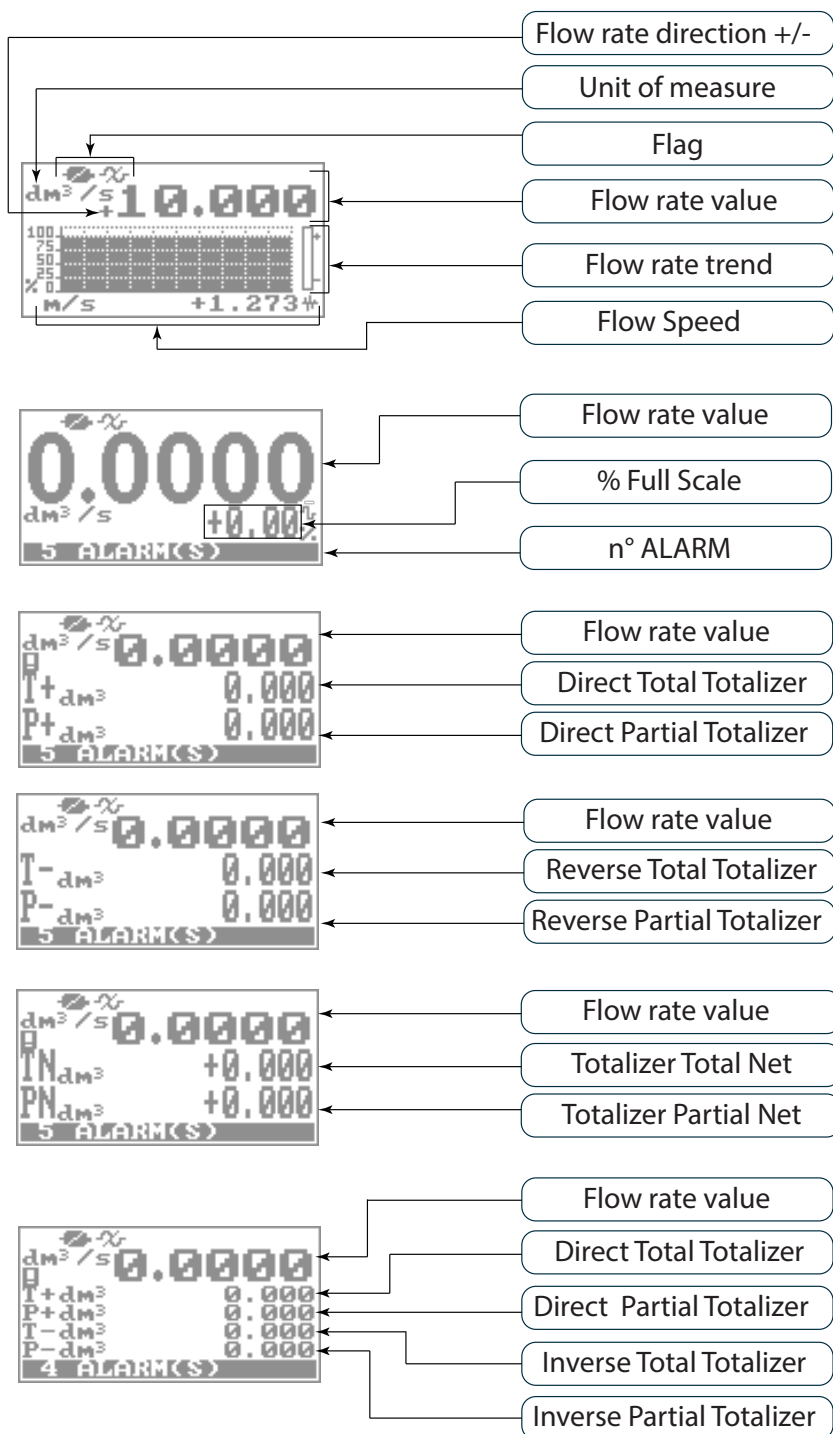 Flow rate direction +/-
Unit of measure
Flag
dm³/s +10.000
Flow rate value
100
75
50
25
% 0
+
-
Flow rate trend
m/s +1.273
Flow Speed
0.0000
Flow rate value
dm³/s +0.00 %
% Full Scale
5 ALARM(S)
n° ALARM
dm³/s 0.0000
Flow rate value
T+ dm³ 0.000
Direct Total Totalizer
P+ dm³ 0.000
Direct Partial Totalizer
5 ALARM(S)
dm³/s 0.0000
Flow rate value
T- dm³ 0.000
Reverse Total Totalizer
P- dm³ 0.000
Reverse Partial Totalizer
5 ALARM(S)
dm³/s 0.0000
Flow rate value
TN dm³ +0.000
Totalizer Total Net
PN dm³ +0.000
Totalizer Partial Net
5 ALARM(S)
Flow rate value
dm³/s 0.0000
Direct Total Totalizer
T+dm³ 0.000
P+dm³ 0.000
Direct Partial Totalizer
T-dm³ 0.000
P-dm³ 0.000
Inverse Total Totalizer
4 ALARM(S)
Inverse Partial Totalizer